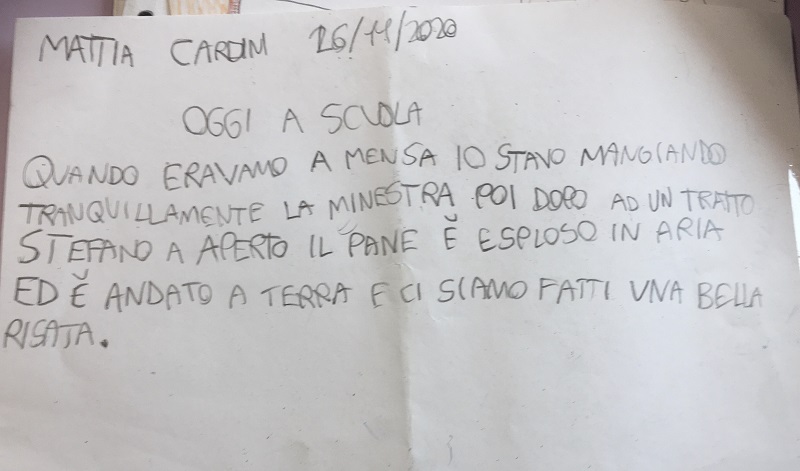 MATTIA CARDIM 26/11/2020
OGGI A SCUOLA
QUANDO ERAVAMO A MENSA IO STAVO MANGIANDO
TRANQUILLAMENTE LA MINESTRA POI DOPO AD UN TRATTO
STEFANO A APERTO IL PANE Ĕ ESPLOSO IN ARIA
ED Ĕ ANDATO A TERRA E CI SIAMO FATTI UNA BELLA
RISATA.